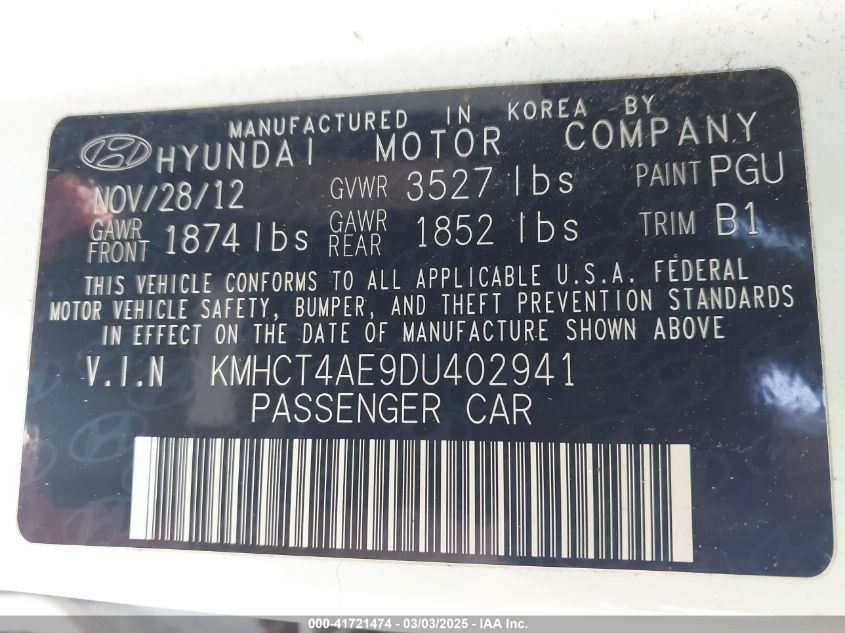 MANUFACTURED IN KOREA BY
HYUNDAI MOTOR COMPANY
NOV/28/12 GVWR 3527 lbs PAINT PGU
GAWR FRONT 1874 lbs GAWR REAR 1852 lbs TRIM B1
THIS VEHICLE CONFORMS TO ALL APPLICABLE U.S.A. FEDERAL
MOTOR VEHICLE SAFETY, BUMPER, AND THEFT PREVENTION STANDARDS
IN EFFECT ON THE DATE OF MANUFACTURE SHOWN ABOVE
V.I.N KMHCT4AE9DU402941
PASSENGER CAR
000-41721474 - 03/03/2025 - IAA Inc.